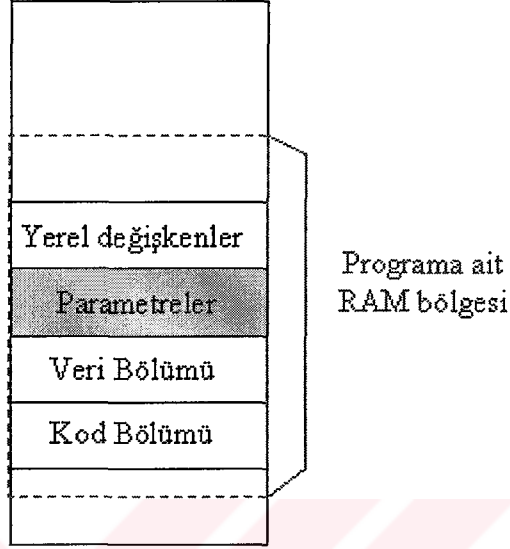 Yerel değişkenler
Parametreler
Veri Bölümü
Kod Bölümü
Programa ait
RAM bölgesi